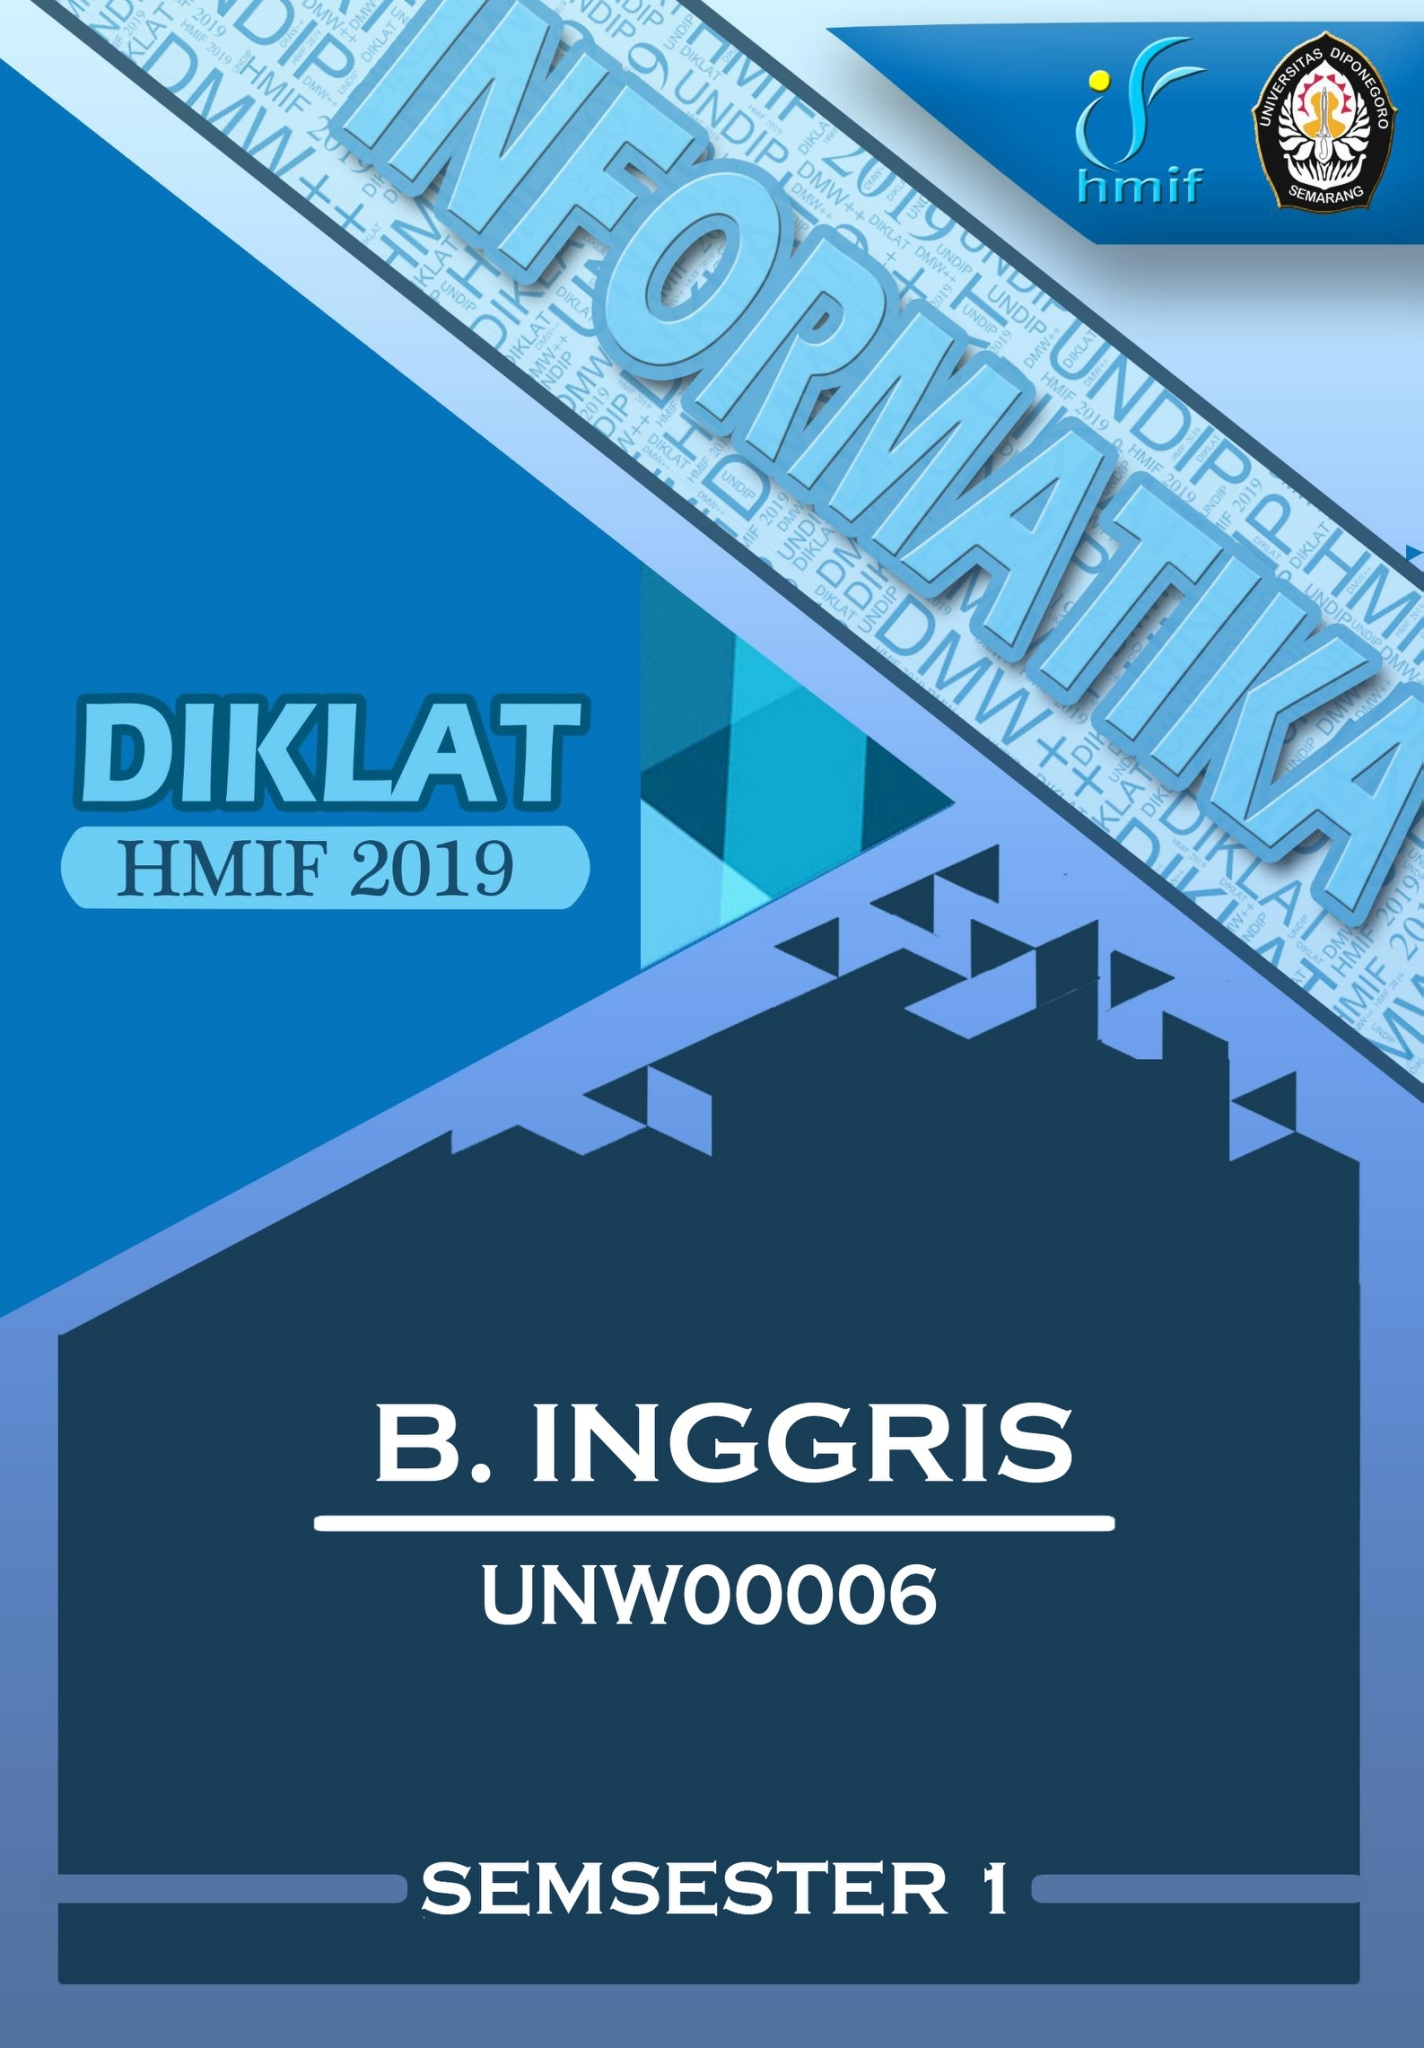 INFORMATIKA
hmif
UNIVERSITAS DIPONEGORO
SEMARANG
DIKLAT
HMIF 2019
B. INGGRIS
UNW00006
SEMSESTER 1